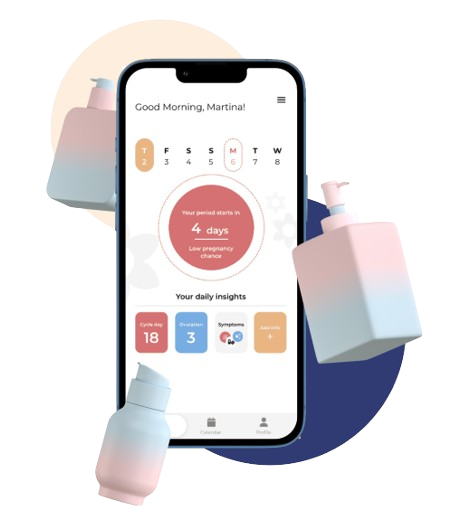 Good Morning, Martina!
T F S S M T W
2 3 4 5 6 7 8
Your period starts in
4 days
Low pregnancy
chance
Your daily insights
Cycle day
18
Ovulation
3
Symptoms
Add info
+
Calendar
Profile